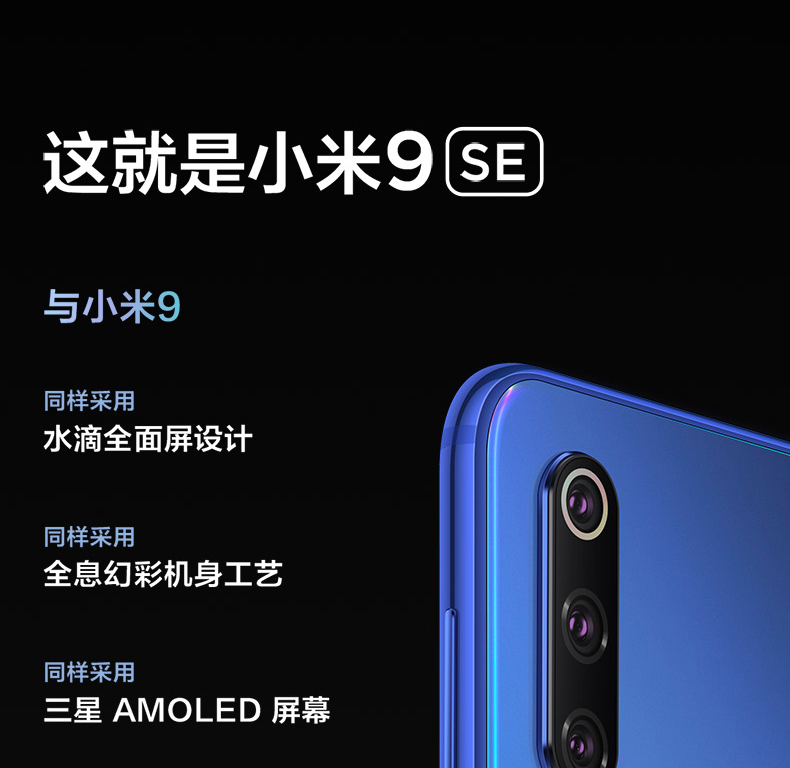 这就是小米9 SE
与小米9
同样采用
水滴全面屏设计
同样采用
全息幻彩机身工艺
同样采用
三星 AMOLED 屏幕